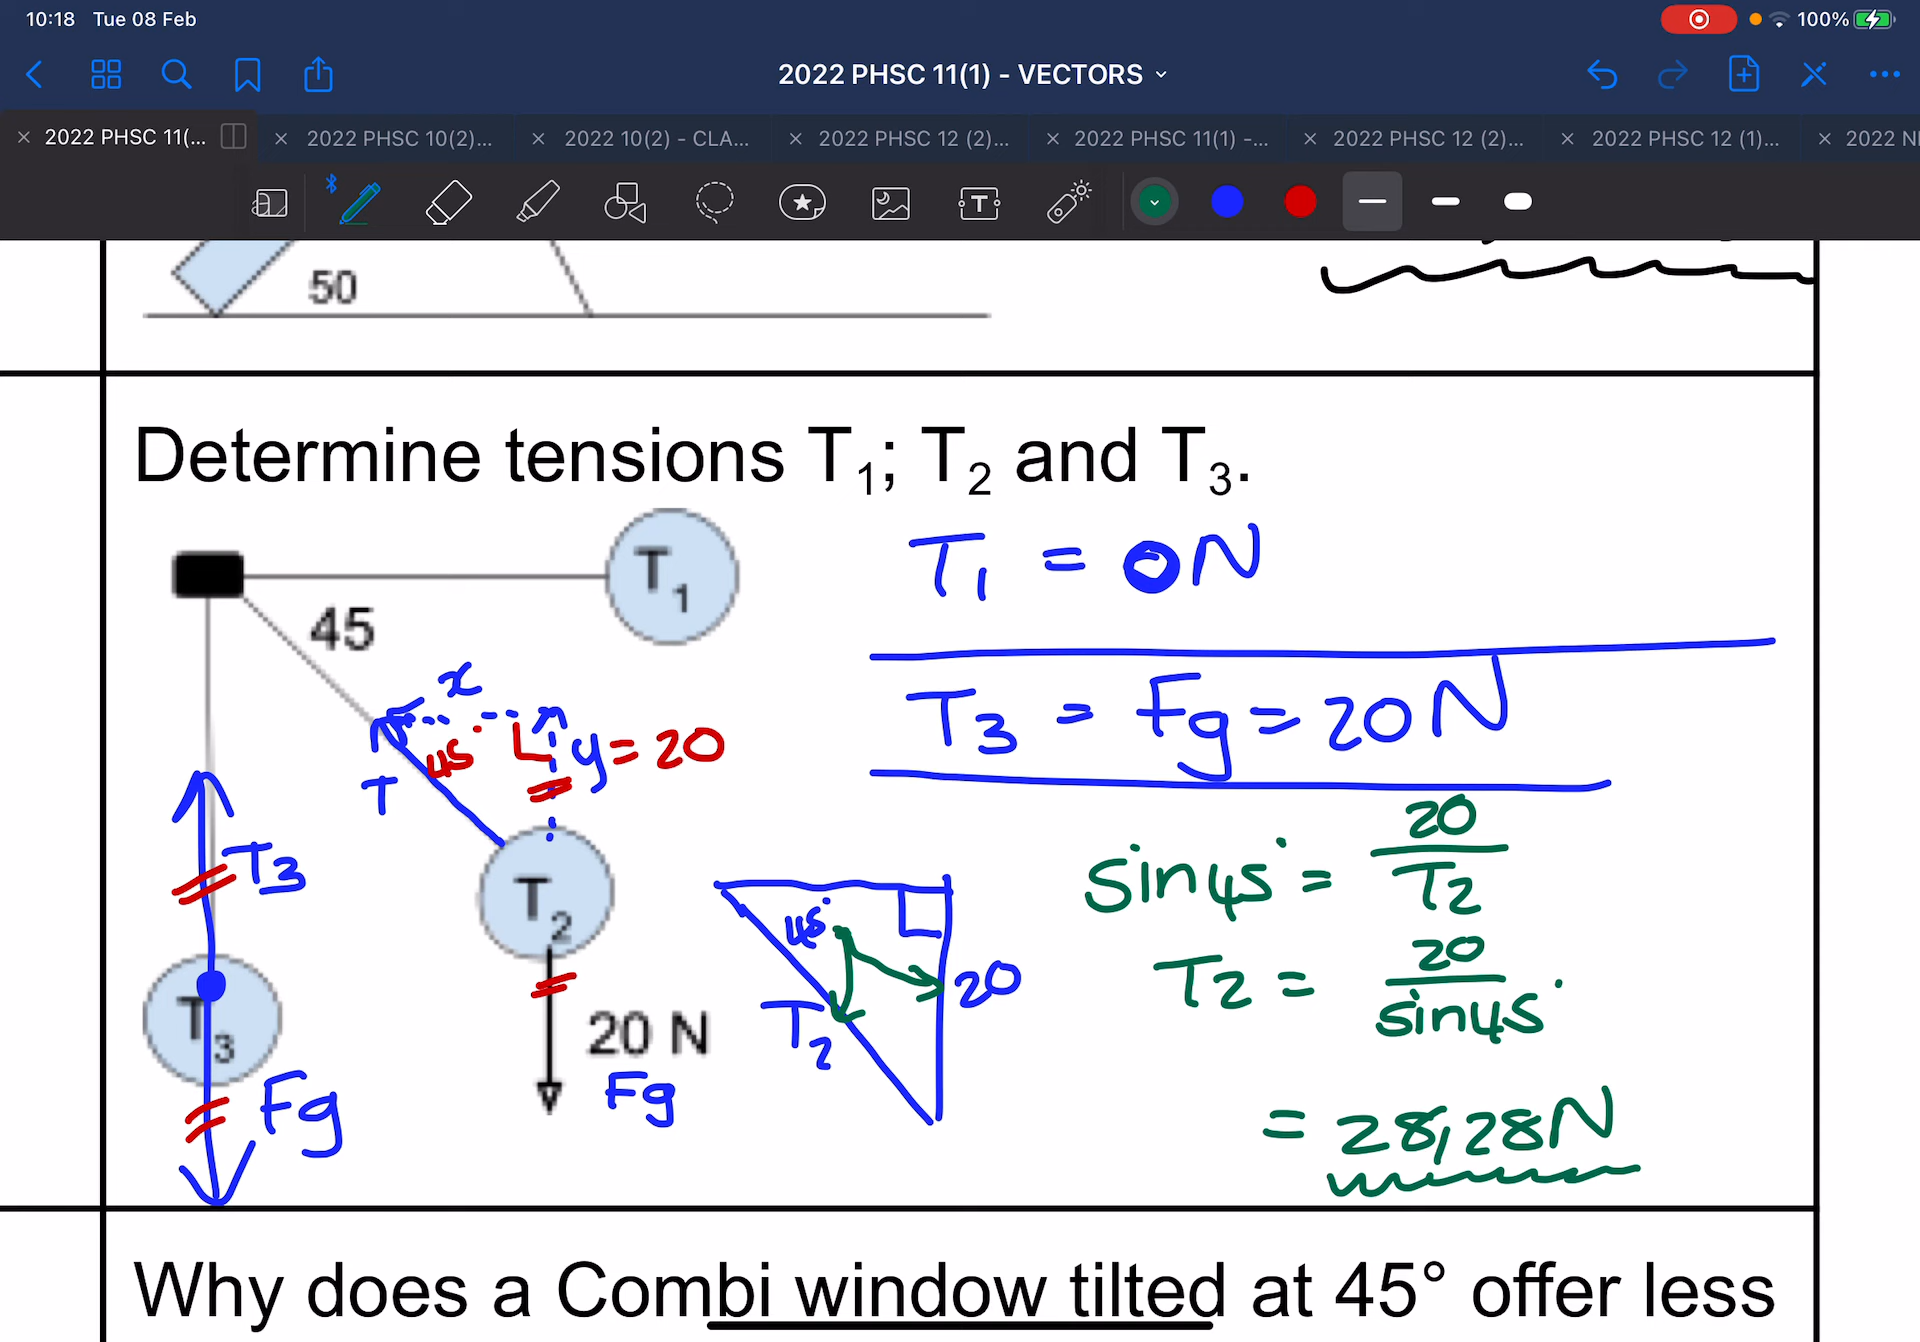 10:18 Tue 08 Feb
100%
2022 PHSC 11(1) - VECTORS
2022 PHSC 11(...
2022 PHSC 10(2)...
2022 10(2) - CLA...
2022 PHSC 12 (2)...
2022 PHSC 11(1) -...
2022 PHSC 12 (2)...
2022 PHSC 12 (1)...
2022 N
T
50
Determine tensions T₁; T₂ and T₃.
T₁
T₁ = 0N
45
x
T₃ = Fg = 20N
45° y = 20
T
T₃
sin45° = 20/T₂
T₂
45°
T₂ = 20/sin45°
20
T₂
T₃
20 N
Fg
Fg
= 28,28N
Why does a Combi window tilted at 45° offer less